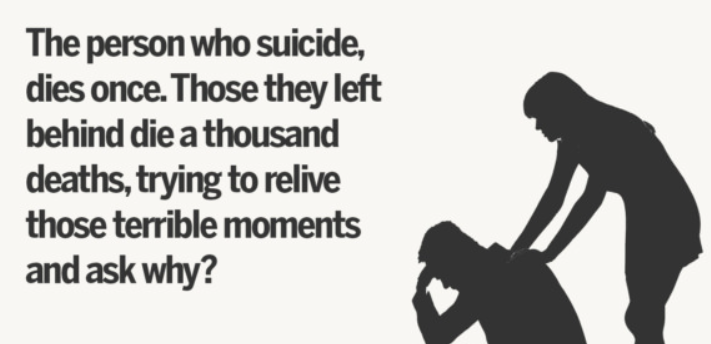 The person who suicide,
dies once. Those they left
behind die a thousand
deaths, trying to relive
those terrible moments
and ask why?